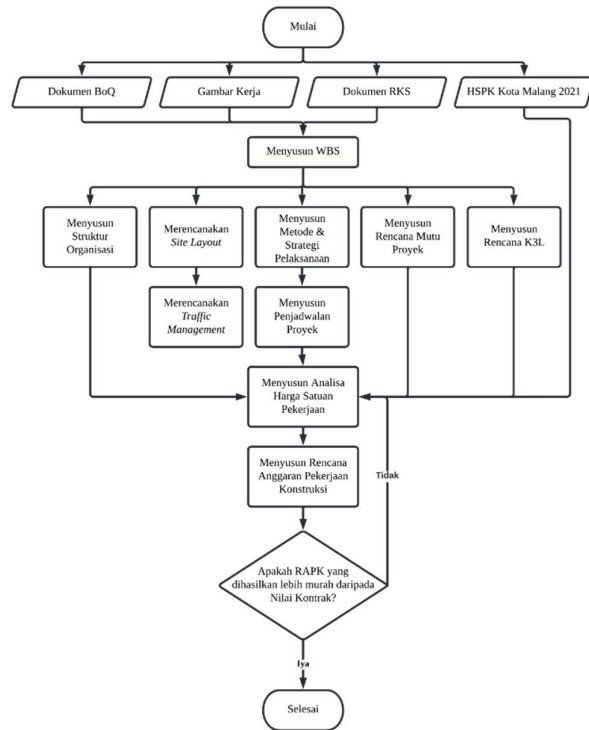 Mulai
Dokumen BoQ
Gambar Kerja
Dokumen RKS
HSPK Kota Malang 2021
Menyusun WBS
Menyusun
Struktur
Organisasi
Merencanakan
Site Layout
Menyusun
Metode &
Strategi
Pelaksanaan
Menyusun
Rencana Mutu
Proyek
Menyusun
Rencana K3L
Merencanakan
Traffic
Management
Menyusun
Penjadwalan
Proyek
Menyusun Analisa
Harga Satuan
Pekerjaan
Menyusun Rencana
Anggaran Pekerjaan
Konstruksi
Tidak
Apakah RAPK yang
dihasilkan lebih murah daripada
Nilai Kontrak?
Iya
Selesai